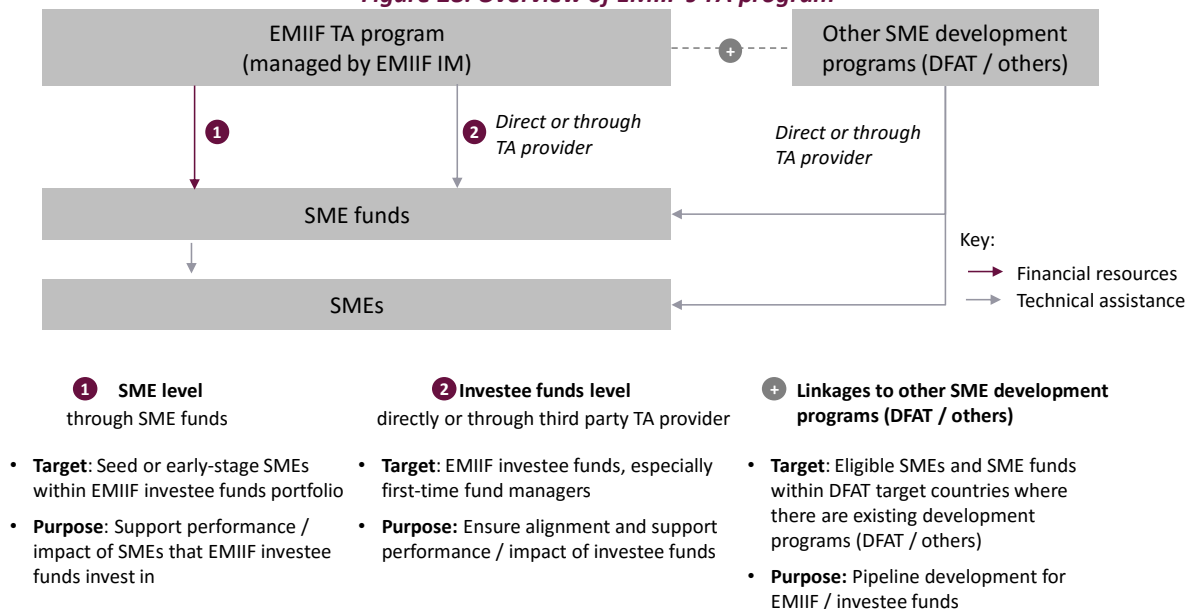 EMIIF TA program
(managed by EMIIF IM)
+
Other SME development
programs (DFAT / others)
1
2
Direct or through
TA provider
Direct or through
TA provider
SME funds
SMEs
Key:
Financial resources
Technical assistance
1 SME level
through SME funds
• Target: Seed or early-stage SMEs
within EMIIF investee funds portfolio
• Purpose: Support performance /
impact of SMEs that EMIIF investee
funds invest in
2 Investee funds level
directly or through third party TA provider
• Target: EMIIF investee funds, especially
first-time fund managers
• Purpose: Ensure alignment and support
performance / impact of investee funds
+ Linkages to other SME development
programs (DFAT / others)
• Target: Eligible SMEs and SME funds
within DFAT target countries where
there are existing development
programs (DFAT / others)
• Purpose: Pipeline development for
EMIIF / investee funds